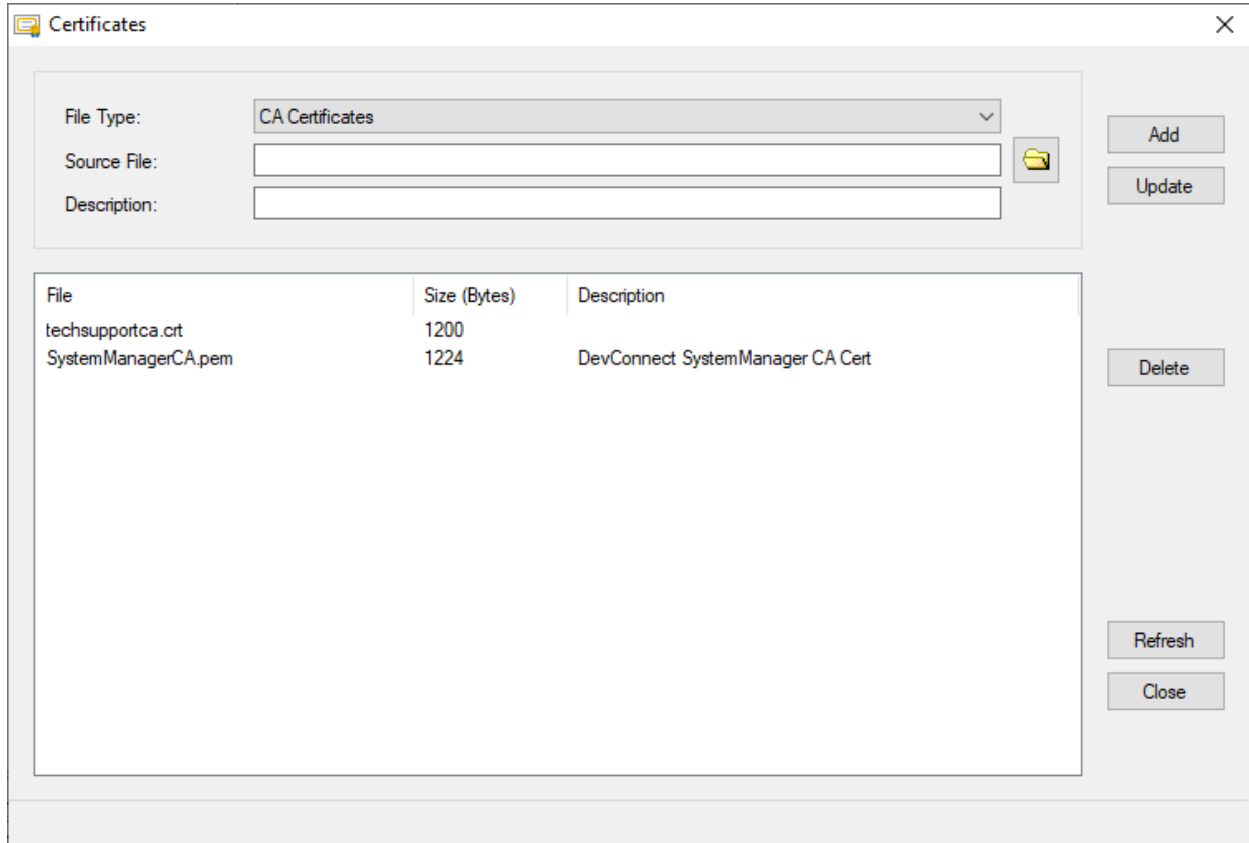 Certificates
File Type: CA Certificates
Add
Source File:
Update
Description:
File Size (Bytes) Description
techsupportca.crt 1200
SystemManagerCA.pem 1224 DevConnect SystemManager CA Cert
Delete
Refresh
Close